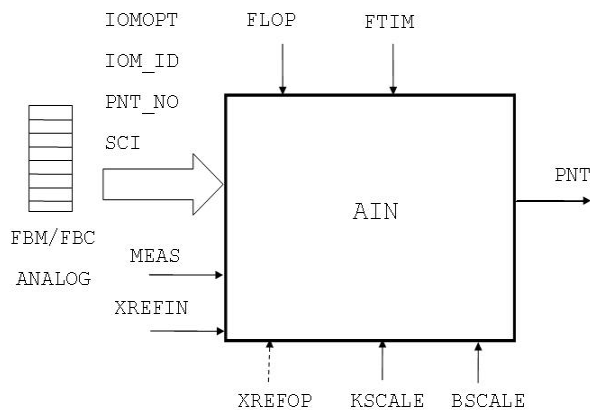 IOMOPT
FLOP
FTIM
IOM_ID
PNT_NO
SCI
PNT
AIN
FBM/FBC
ANALOG
MEAS
XREFIN
XREFOP
KSCALE
BSCALE